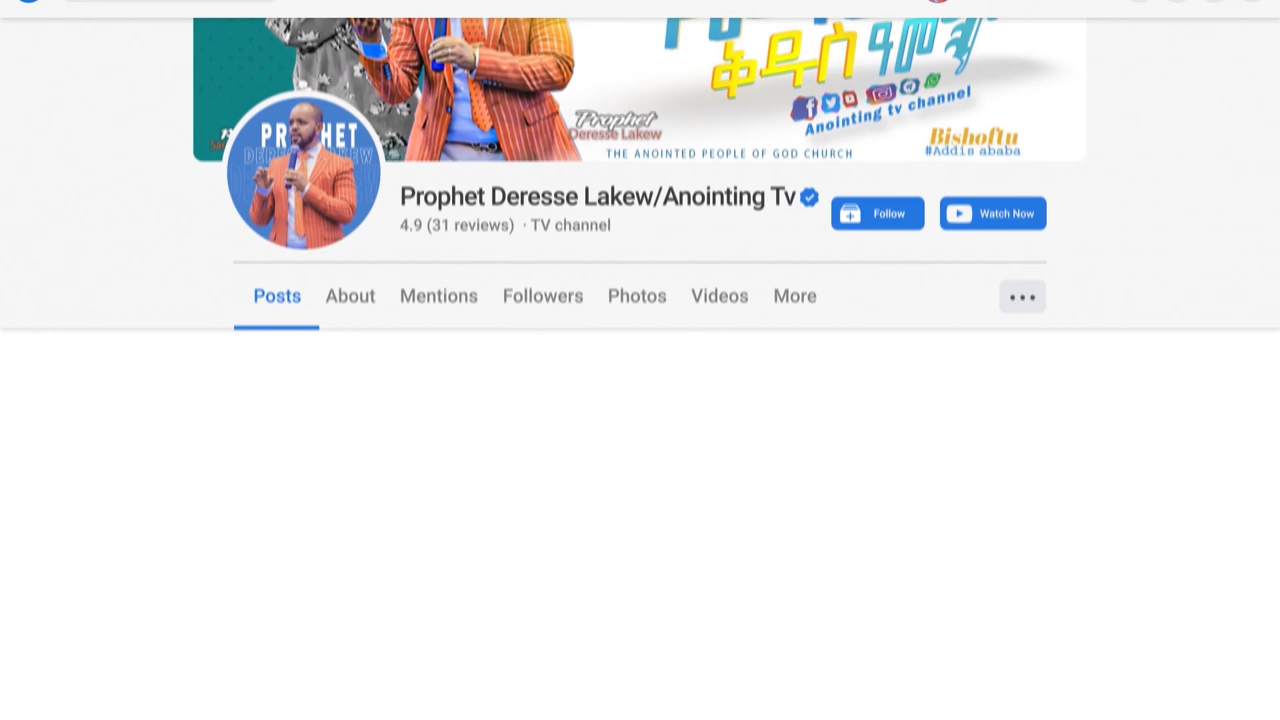 ቅዱስ ዓመት
Anointing tv channel
Prophet
Deresse Lakew
THE ANOINTED PEOPLE OF GOD CHURCH
Bishoftu
#Addis ababa
PR HET
Prophet Deresse Lakew/Anointing Tv
4.9 (31 reviews) · TV channel
Follow
Watch Now
Posts
About
Mentions
Followers
Photos
Videos
More